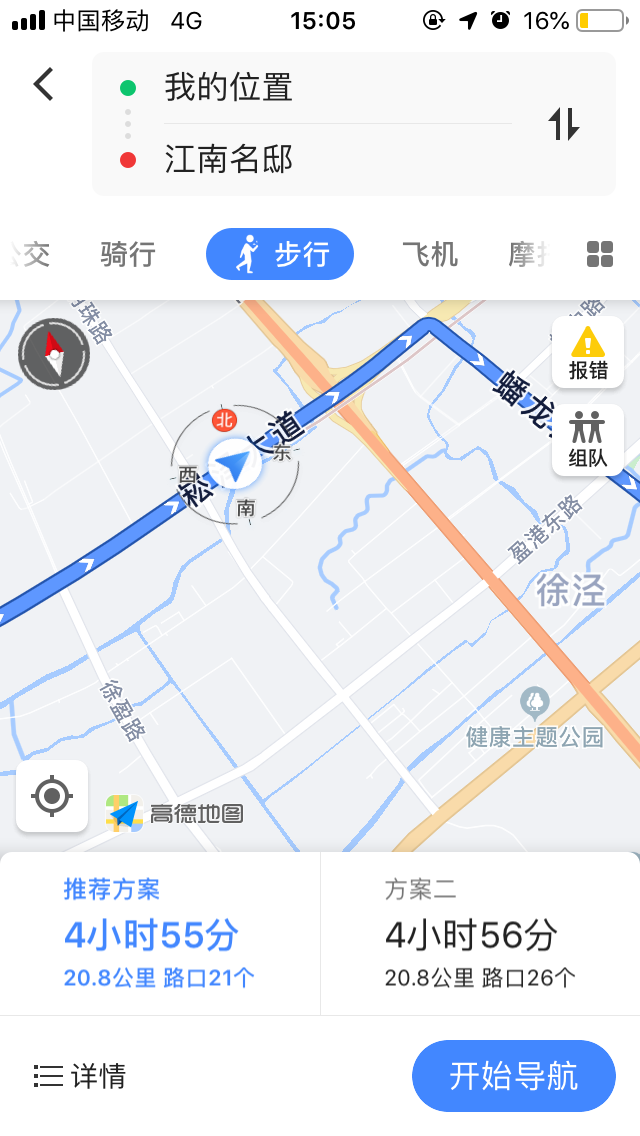 中国移动 4G 15:05 16%
我的位置
江南名邸
交 骑行 步行 飞机 摩
报错
组队
北
西
东
南
大道
崧
蟠龙
盈港东路
徐泾
徐盈路
健康主题公园
高德地图
推荐方案
4小时55分
20.8公里 路口21个
方案二
4小时56分
20.8公里 路口26个
详情
开始导航